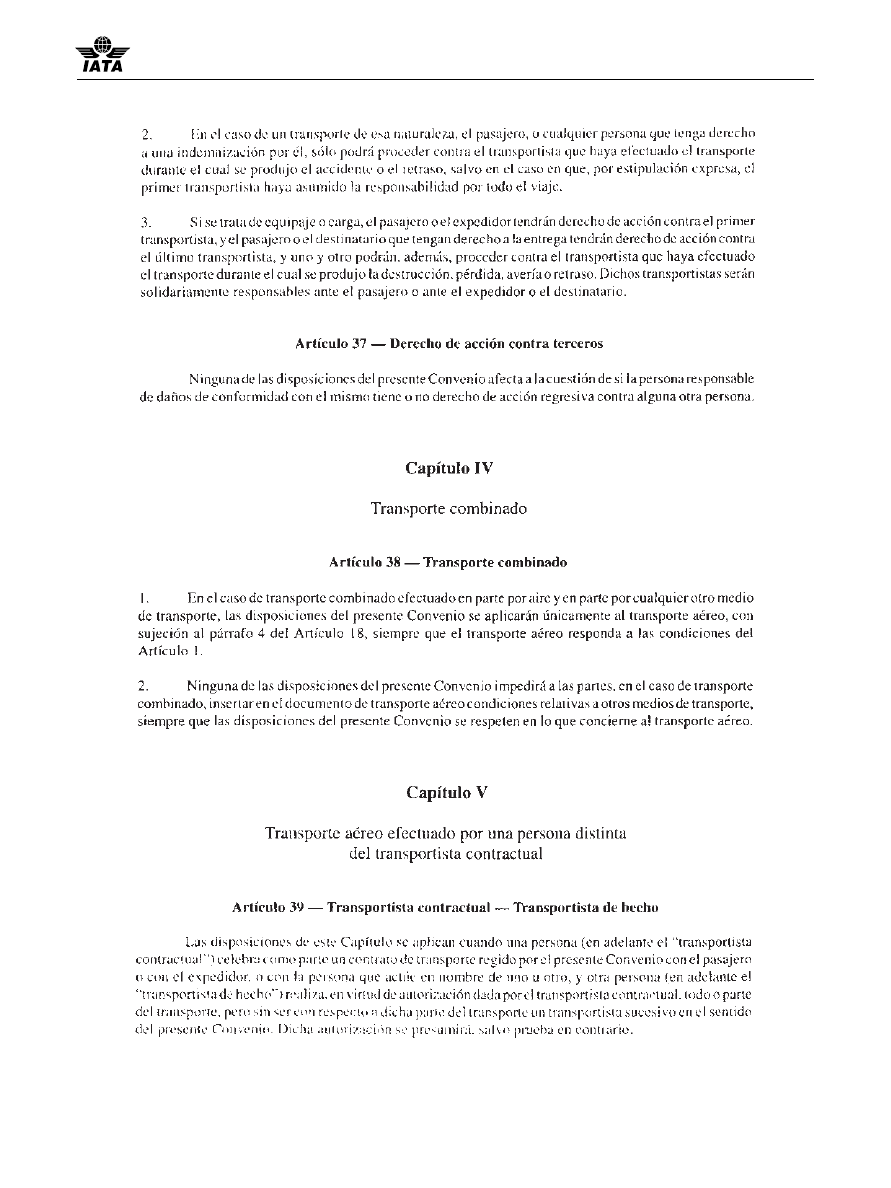 IATA
2. En el caso de un transporte de esa naturaleza, el pasajero, o cualquier persona que tenga derecho
a una indemnización por él, sólo podrá proceder contra el transportista que haya efectuado el transporte
durante el cual se produjo el accidente o el retraso, salvo en el caso en que, por estipulación expresa, el
primer transportista haya asumido la responsabilidad por todo el viaje.
3. Si se trata de equipaje o carga, el pasajero o el expedidor tendrán derecho de acción contra el primer
transportista, y el pasajero o el destinatario que tengan derecho a la entrega tendrán derecho de acción contra
el último transportista, y uno y otro podrán, además, proceder contra el transportista que haya efectuado
el transporte durante el cual se produjo la destrucción, pérdida, avería o retraso. Dichos transportistas serán
solidariamente responsables ante el pasajero o ante el expedidor o el destinatario.
Artículo 37 — Derecho de acción contra terceros
Ninguna de las disposiciones del presente Convenio afecta a la cuestión de si la persona responsable
de daños de conformidad con el mismo tiene o no derecho de acción regresiva contra alguna otra persona.
Capítulo IV
Transporte combinado
Artículo 38 — Transporte combinado
1. En el caso de transporte combinado efectuado en parte por aire y en parte por cualquier otro medio
de transporte, las disposiciones del presente Convenio se aplicarán únicamente al transporte aéreo, con
sujeción al párrafo 4 del Artículo 18, siempre que el transporte aéreo responda a las condiciones del
Artículo 1.
2. Ninguna de las disposiciones del presente Convenio impedirá a las partes, en el caso de transporte
combinado, insertar en el documento de transporte aéreo condiciones relativas a otros medios de transporte,
siempre que las disposiciones del presente Convenio se respeten en lo que concierne al transporte aéreo.
Capítulo V
Transporte aéreo efectuado por una persona distinta
del transportista contractual
Artículo 39 — Transportista contractual — Transportista de hecho
Las disposiciones de este Capítulo se aplican cuando una persona (en adelante el "transportista
contractual") celebra como parte un contrato de transporte regido por el presente Convenio con el pasajero
o con el expedidor, o con la persona que actúe en nombre de uno u otro, y otra persona (en adelante el
"transportista de hecho") realiza, en virtud de autorización dada por el transportista contractual, todo o parte
del transporte, pero sin ser con respecto a dicha parte del transporte un transportista sucesivo en el sentido
del presente Convenio. Dicha autorización se presumirá, salvo prueba en contrario.